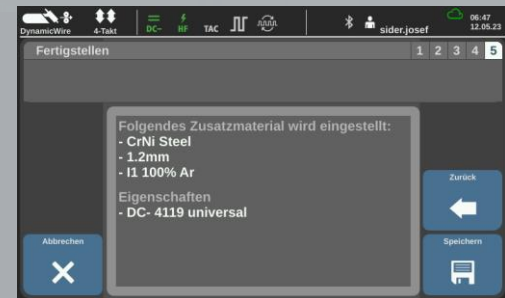 DynamicWire 4-Takt DC- HF TAC sider.josef 06:47
12.05.23
Fertigstellen 1 2 3 4 5
Folgendes Zusatzmaterial wird eingestellt:
- CrNi Steel
- 1.2mm
- I1 100% Ar
Eigenschaften
- DC- 4119 universal
Zurück
Abbrechen
Speichern